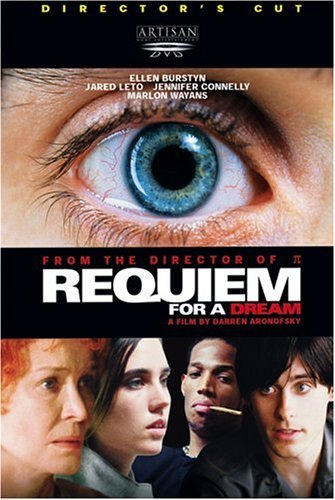 DIRECTOR'S CUT
ARTISAN
HOME ENTERTAINMENT
DVD
ELLEN BURSTYN
JARED LETO JENNIFER CONNELLY
MARLON WAYANS
FROM THE DIRECTOR OF π
REQUIEM
FOR A DREAM
A FILM BY DARREN ARONOFSKY